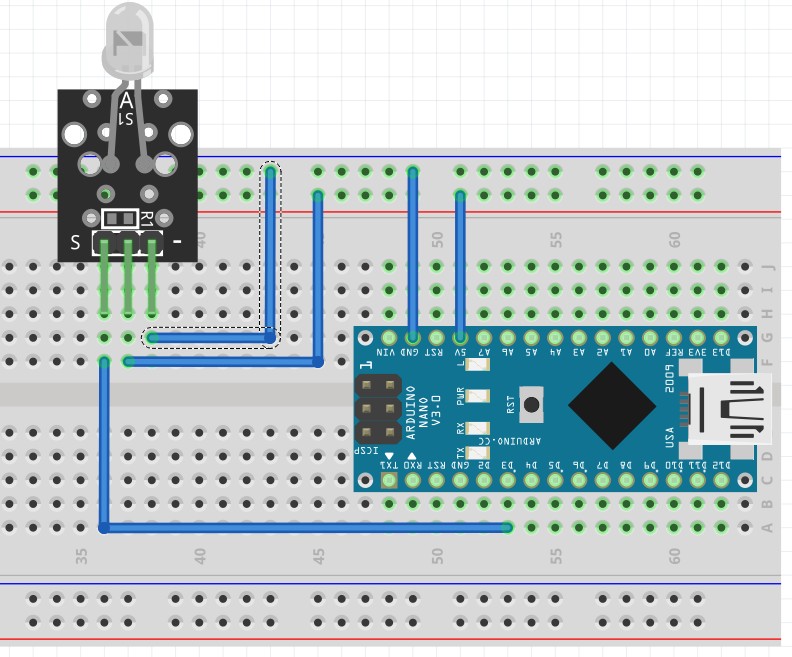 A
S1
R1
S -
40 50 55 60
J
I
H
G
F
VIN GND RST 5V A7 A6 A5 A4 A3 A2 A1 A0 REF 3V3 D13
L
PWR
RX
TX
1
ARDUINO
NANO
V3.0
RST
ARDUINO.CC
2009
USA
ICSP
TX1 RX0 RST GND D2 D3 D4 D5 D6 D7 D8 D9 D10 D11 D12
D
C
B
A
35 40 45 50 55 60